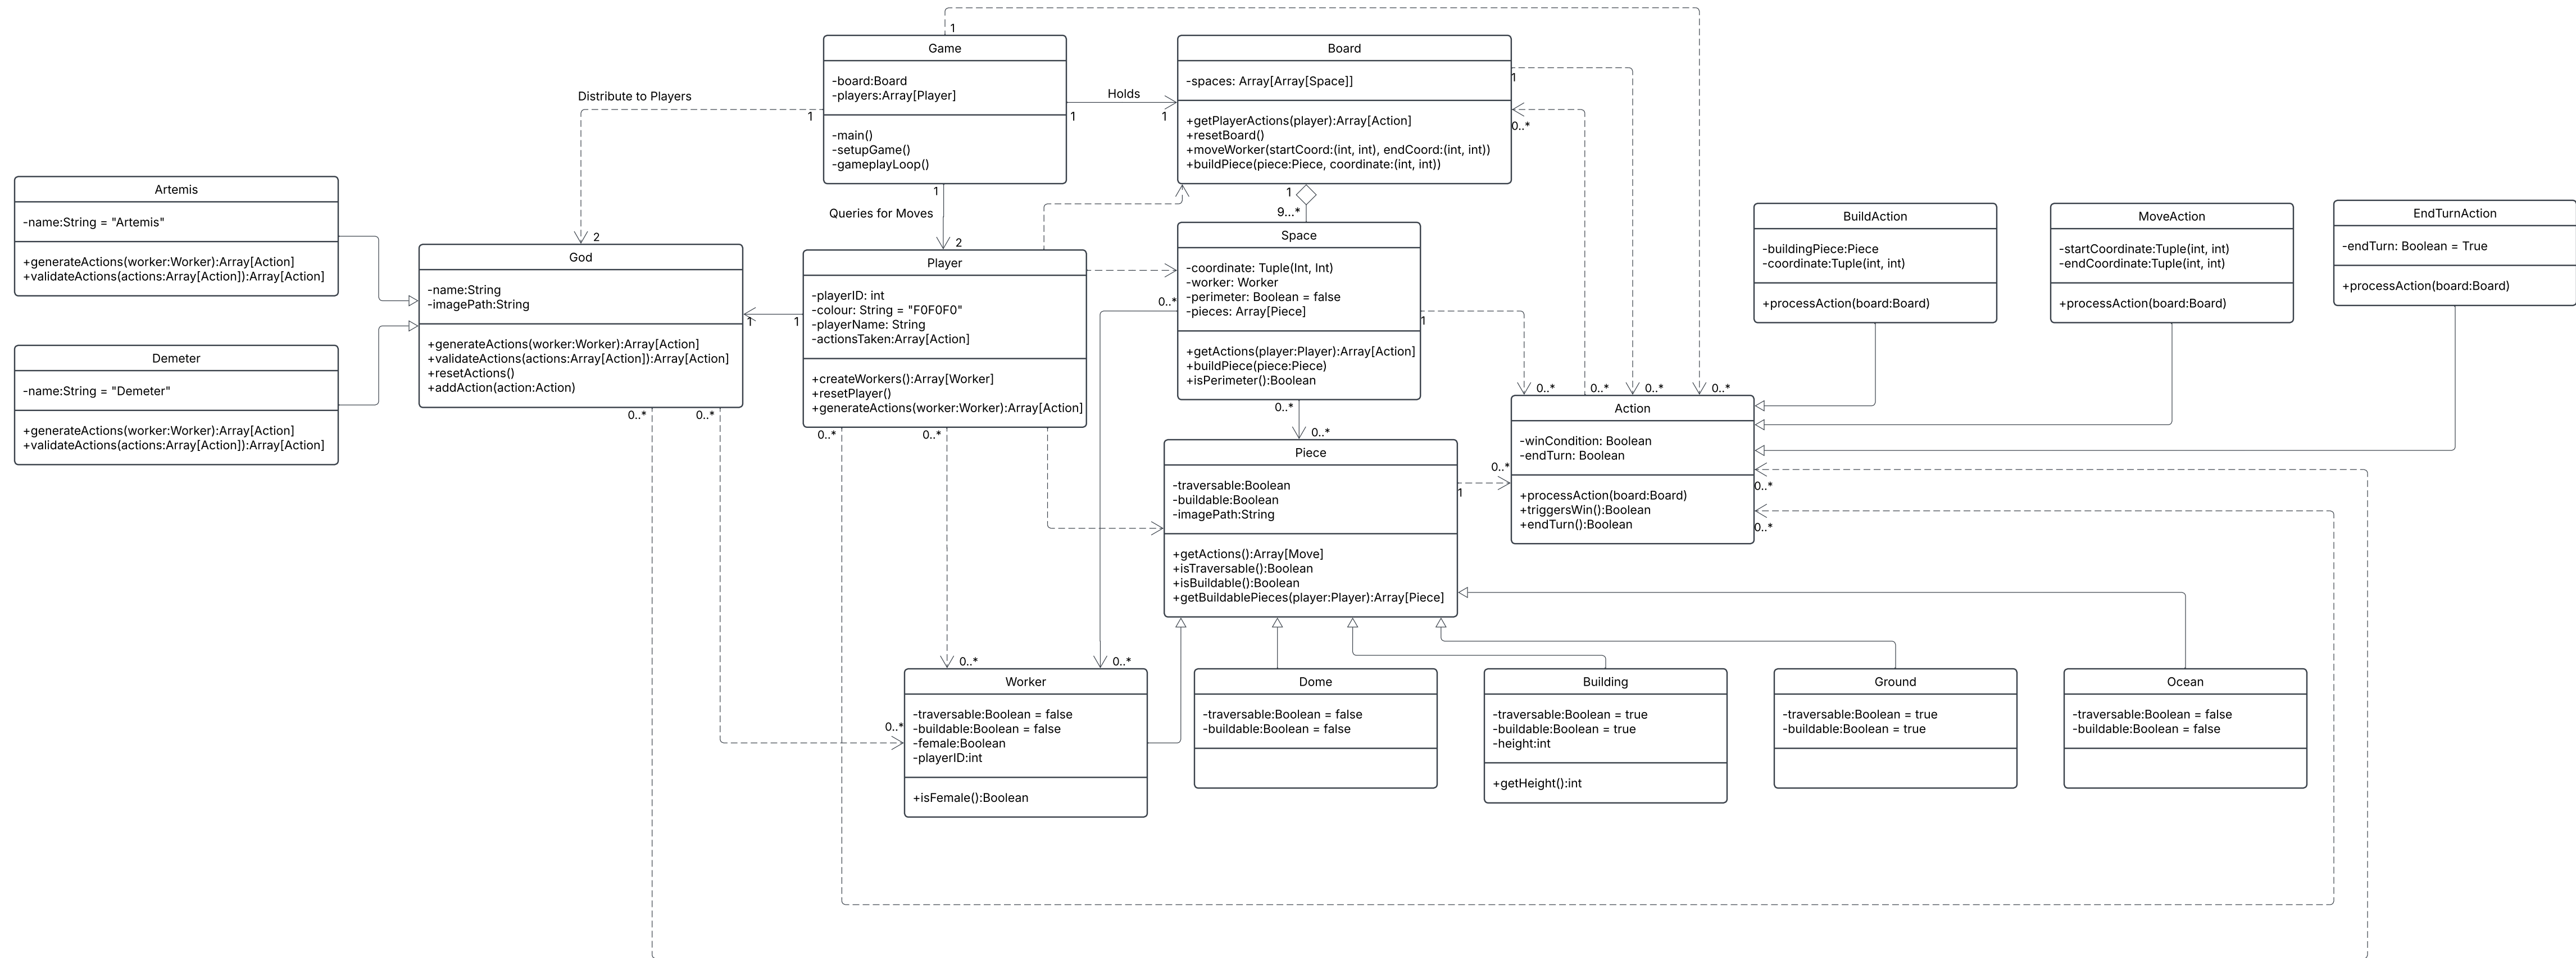 1
Game
-board:Board
-players:Array[Player]
-main()
-setupGame()
-gameplayLoop()
Distribute to Players
1
Holds
1
1
Board
-spaces: Array[Array[Space]]
+getPlayerActions(player):Array[Action]
+resetBoard()
+moveWorker(startCoord:(int, int), endCoord:(int, int))
+buildPiece(piece:Piece, coordinate:(int, int))
1
0..*
1
Queries for Moves
2
2
1
9...*
Artemis
-name:String = "Artemis"
+generateActions(worker:Worker):Array[Action]
+validateActions(actions:Array[Action]):Array[Action]
Demeter
-name:String = "Demeter"
+generateActions(worker:Worker):Array[Action]
+validateActions(actions:Array[Action]):Array[Action]
God
-name:String
-imagePath:String
+generateActions(worker:Worker):Array[Action]
+validateActions(actions:Array[Action]):Array[Action]
+resetActions()
+addAction(action:Action)
0..*
0..*
1
1
Player
-playerID: int
-colour: String = "F0F0F0"
-playerName: String
-actionsTaken:Array[Action]
+createWorkers():Array[Worker]
+resetPlayer()
+generateActions(worker:Worker):Array[Action]
0..*
0..*
Space
-coordinate: Tuple(Int, Int)
-worker: Worker
-perimeter: Boolean = false
-pieces: Array[Piece]
+getActions(player:Player):Array[Action]
+buildPiece(piece:Piece)
+isPerimeter():Boolean
0..*
1
0..*
0..*
BuildAction
-buildingPiece:Piece
-coordinate:Tuple(int, int)
+processAction(board:Board)
MoveAction
-startCoordinate:Tuple(int, int)
-endCoordinate:Tuple(int, int)
+processAction(board:Board)
EndTurnAction
-endTurn: Boolean = True
+processAction(board:Board)
0..*
0..*
0..*
0..*
Action
-winCondition: Boolean
-endTurn: Boolean
+processAction(board:Board)
+triggersWin():Boolean
+endTurn():Boolean
0..*
0..*
Piece
-traversable:Boolean
-buildable:Boolean
-imagePath:String
+getActions():Array[Move]
+isTraversable():Boolean
+isBuildable():Boolean
+getBuildablePieces(player:Player):Array[Piece]
0..*
1
0..*
0..*
0..*
Worker
-traversable:Boolean = false
-buildable:Boolean = false
-female:Boolean
-playerID:int
+isFemale():Boolean
Dome
-traversable:Boolean = false
-buildable:Boolean = false
Building
-traversable:Boolean = true
-buildable:Boolean = true
-height:int
+getHeight():int
Ground
-traversable:Boolean = true
-buildable:Boolean = true
Ocean
-traversable:Boolean = false
-buildable:Boolean = false